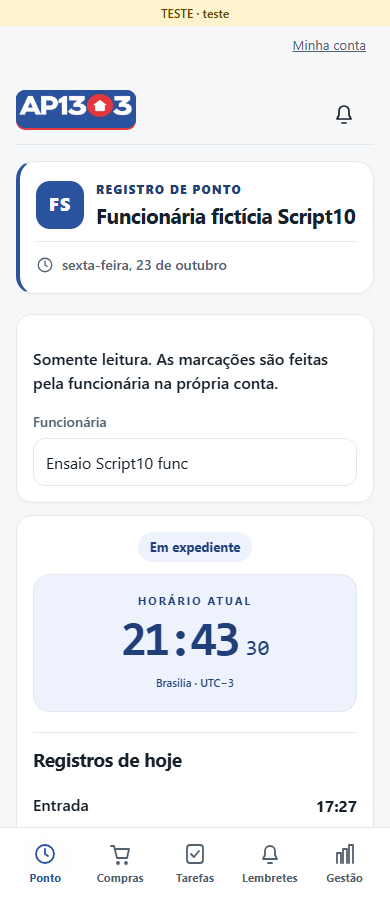 TESTE · teste
Minha conta
AP1303
FS
REGISTRO DE PONTO
Funcionária fictícia Script10
sexta-feira, 23 de outubro
Somente leitura. As marcações são feitas
pela funcionária na própria conta.
Funcionária
Ensaio Script10 func
Em expediente
HORÁRIO ATUAL
21:43 30
Brasília · UTC−3
Registros de hoje
Entrada 17:27
Ponto Compras Tarefas Lembretes Gestão